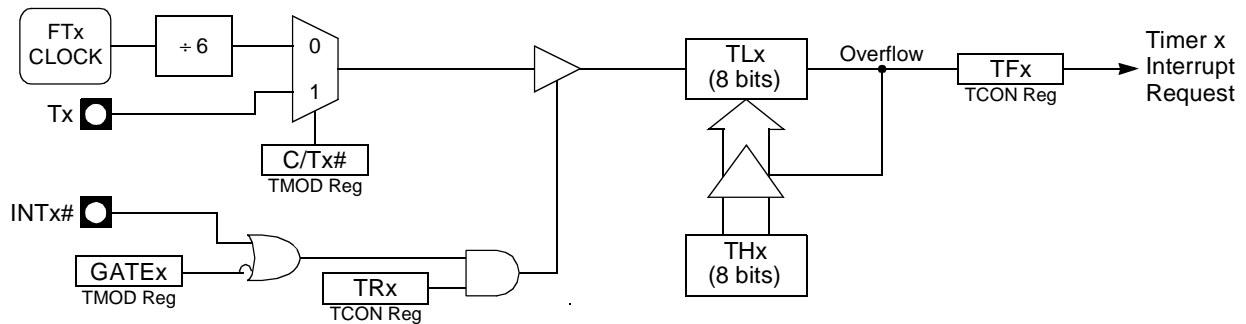 FTx
CLOCK
÷ 6
0
1
Tx
C/Tx#
TMOD Reg
TLx
(8 bits)
Overflow
TFx
TCON Reg
Timer x
Interrupt
Request
INTx#
GATEx
TMOD Reg
TRx
TCON Reg
THx
(8 bits)